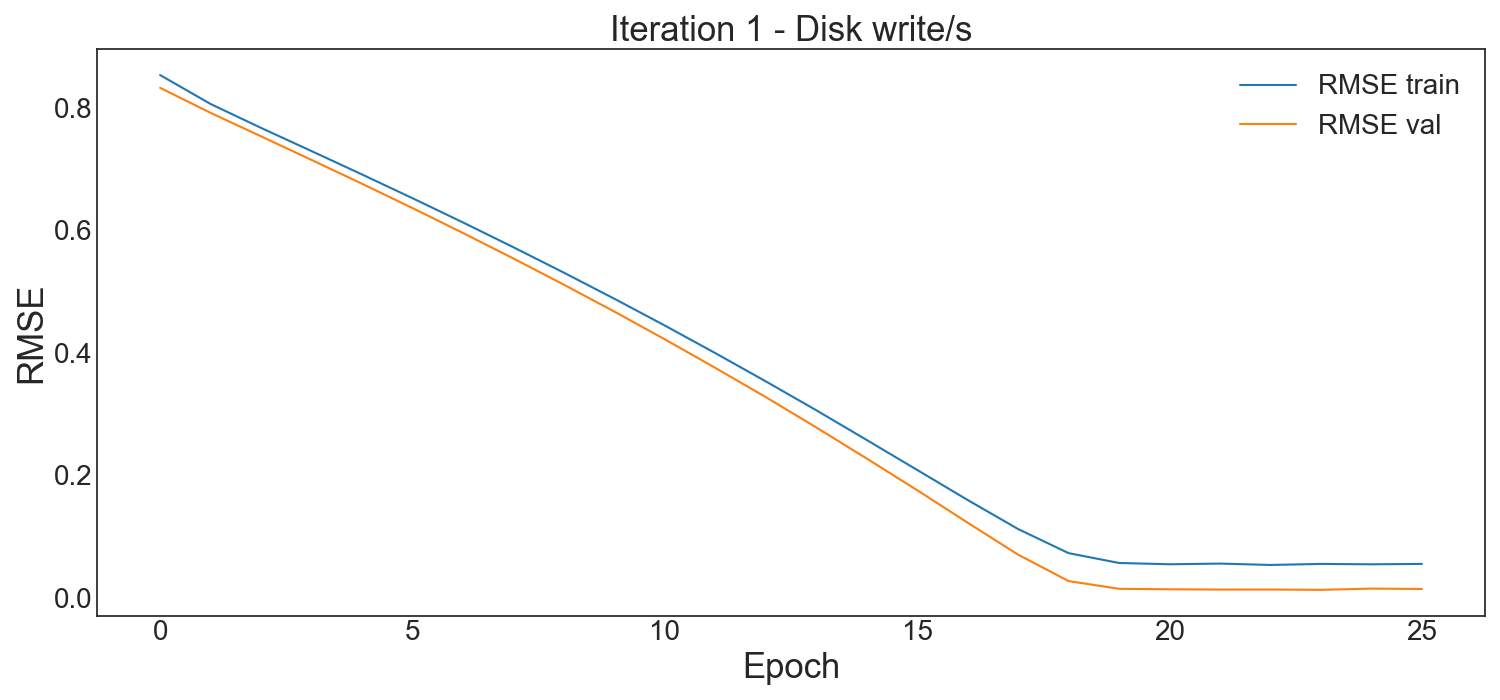 Iteration 1 - Disk write/s
RMSE train
RMSE val
0.8
0.6
0.4
0.2
0.0
RMSE
0 5 10 15 20 25
Epoch